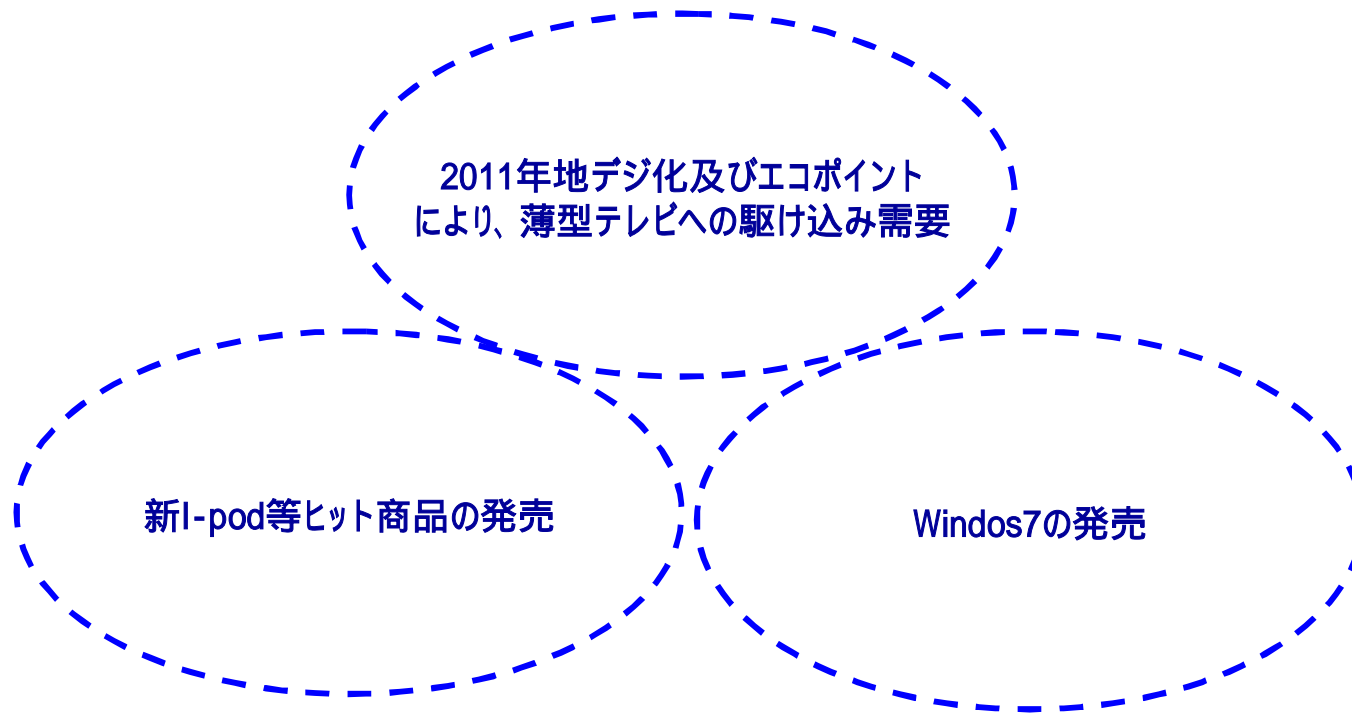 2011年地デジ化及びエコポイント
により、薄型テレビへの駆け込み需要
新I-pod等ヒット商品の発売
Windos7の発売